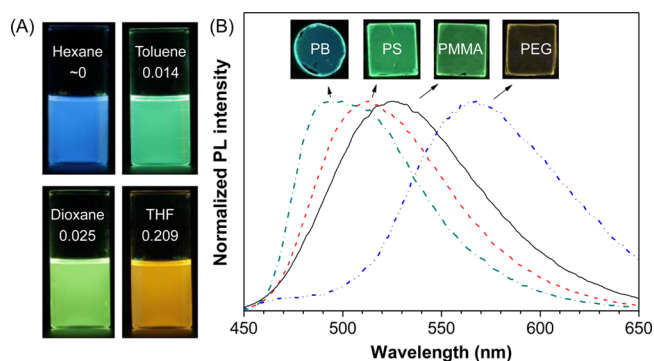 (A)
Hexane
~0
Toluene
0.014
Dioxane
0.025
THF
0.209
(B)
PB
PS
PMMA
PEG
Normalized PL intensity
450
500
550
600
650
Wavelength (nm)